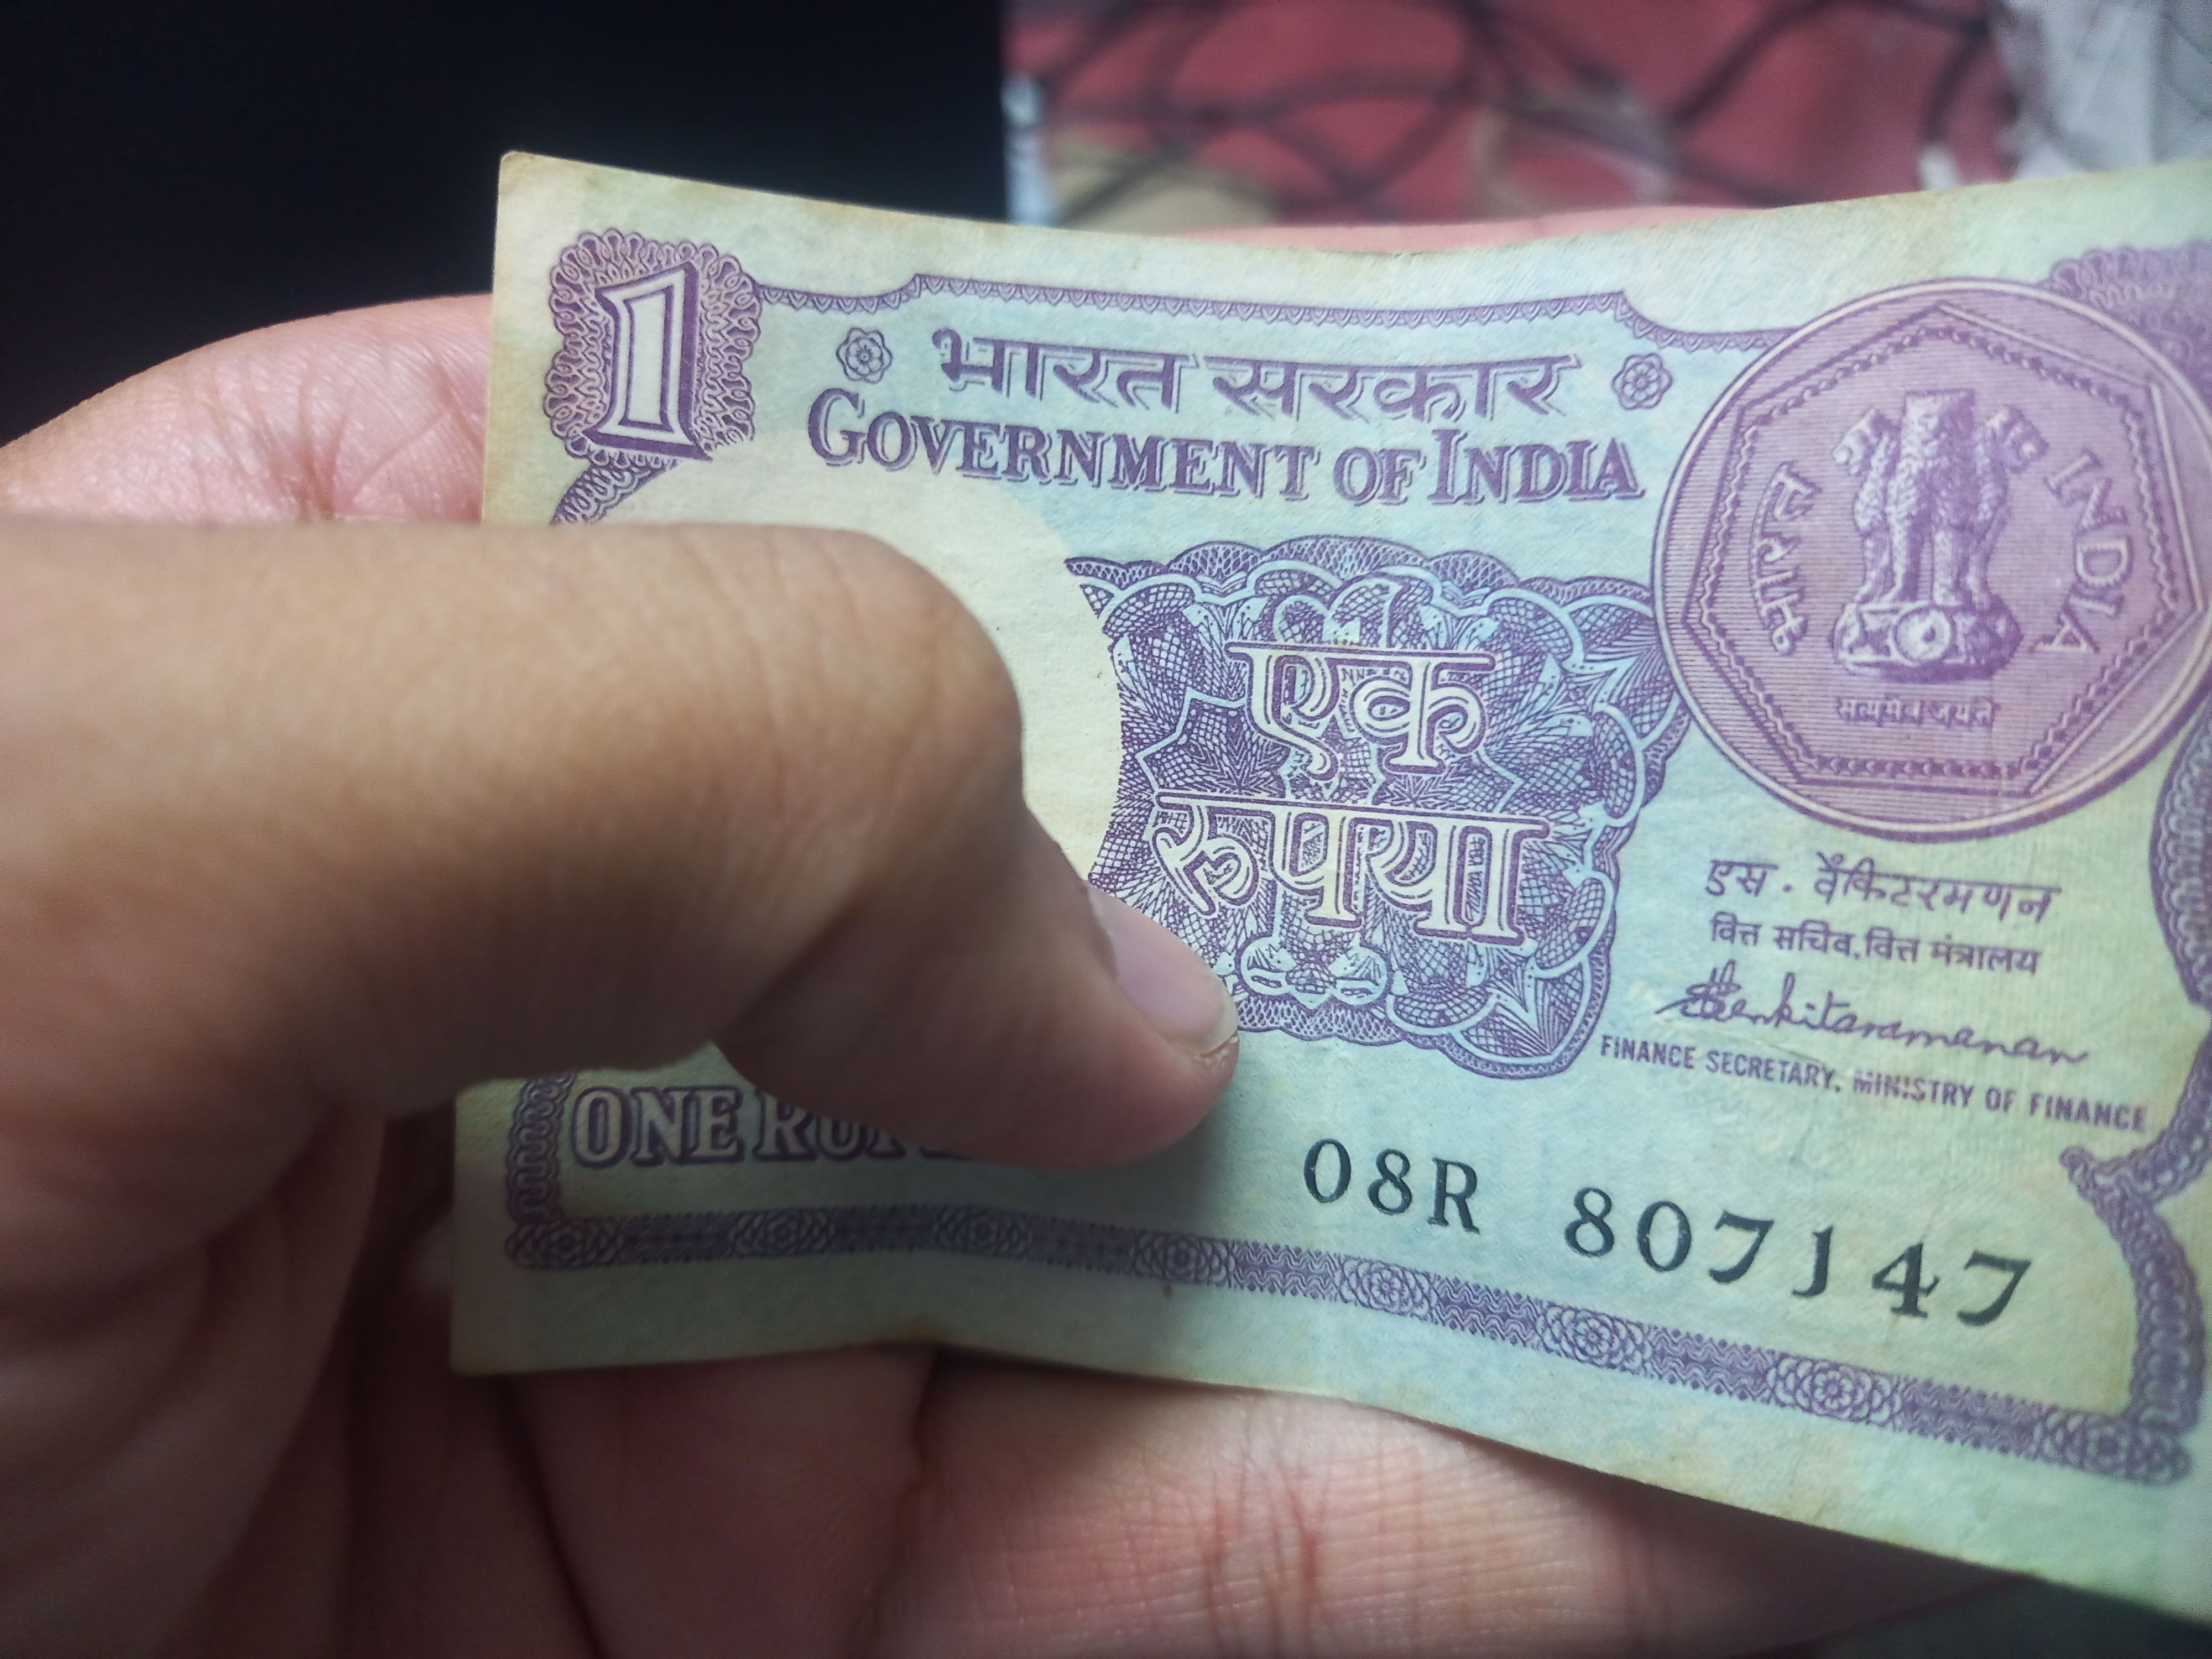 1
भारत सरकार
GOVERNMENT OF INDIA
भारत
INDIA
सत्यमेव जयते
एक
रुपया
एस. वेंकिटरमणन
वित्त सचिव, वित्त मंत्रालय
S Venkitaramanan
FINANCE SECRETARY, MINISTRY OF FINANCE
ONE
08R 807147